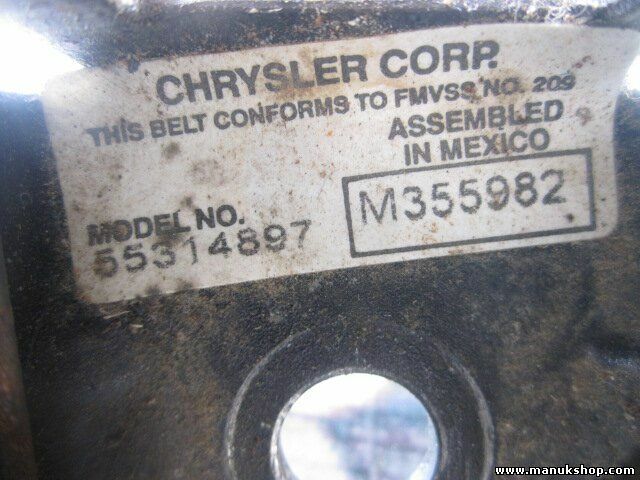 CHRYSLER CORP.
THIS BELT CONFORMS TO FMVSS NO. 209
ASSEMBLED
IN MEXICO
MODEL NO.
55314897
M355982
www.manukshop.com